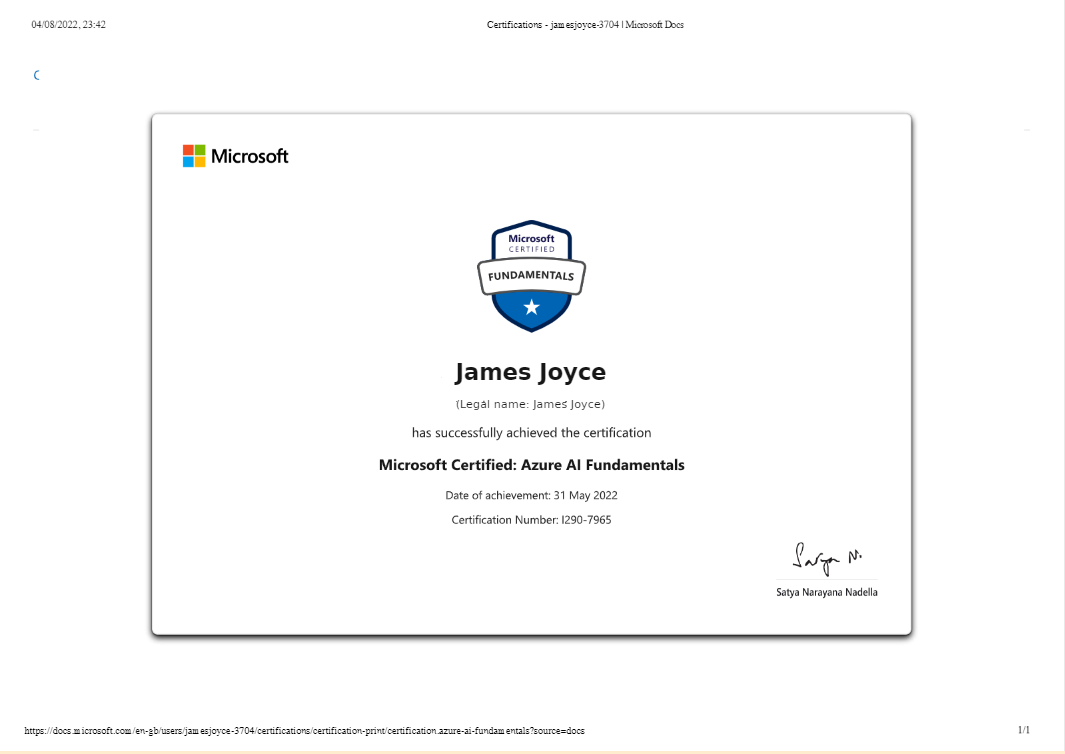 04/08/2022, 23:42 Certifications - jamesjoyce-3704 | Microsoft Docs
Microsoft
Microsoft
CERTIFIED
FUNDAMENTALS
James Joyce
(Legal name: James Joyce)
has successfully achieved the certification
Microsoft Certified: Azure AI Fundamentals
Date of achievement: 31 May 2022
Certification Number: I290-7965
Satya N.
Satya Narayana Nadella
https://docs.microsoft.com/en-gb/users/jamesjoyce-3704/certifications/certification-print/certification.azure-ai-fundamentals?source=docs 1/1